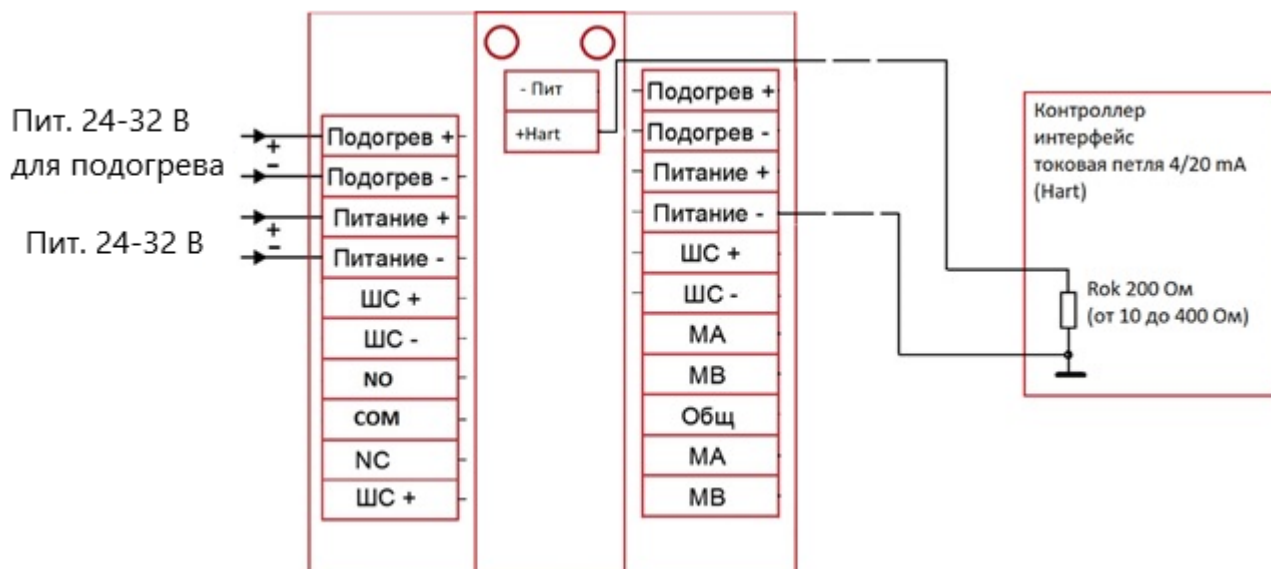 Пит. 24-32 В
для подогрева
+
−
Пит. 24-32 В
+
−
Подогрев +
Подогрев -
Питание +
Питание -
ШС +
ШС -
NO
COM
NC
ШС +
- Пит
+Hart
Подогрев +
Подогрев -
Питание +
Питание -
ШС +
ШС -
МА
МВ
Общ
МА
МВ
Контроллер
интерфейс
токовая петля 4/20 mA
(Hart)
Rok 200 Ом
(от 10 до 400 Ом)